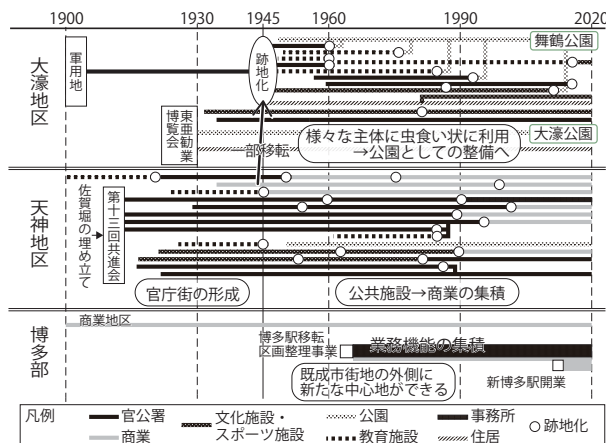 1900 1930 1945 1960 1990 2020
大濠地区
軍用地
跡地化
舞鶴公園
東亜勧業
博覧会
一部移転
様々な主体に虫食い状に利用
→公園としての整備へ
大濠公園
天神地区
佐賀堀の埋め立て
第十三回共進会
官庁街の形成
公共施設→商業の集積
博多部
商業地区
博多駅移転
区画整理事業
業務機能の集積
既成市街地の外側に
新たな中心地ができる
新博多駅開業
凡例
官公署
商業
文化施設・
スポーツ施設
公園
教育施設
事務所
住居
跡地化